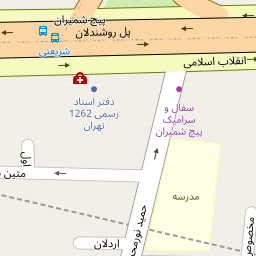 پیچ-شمیران
پل روشندلان
شریعتی
انقلاب اسلامی
دفتر اسناد
رسمی 1262
تهران
سفال و
سرامیک
پیچ شمیران
اول
متین
مدرسه
حمید نورمحمد
اردلان
مخصوص